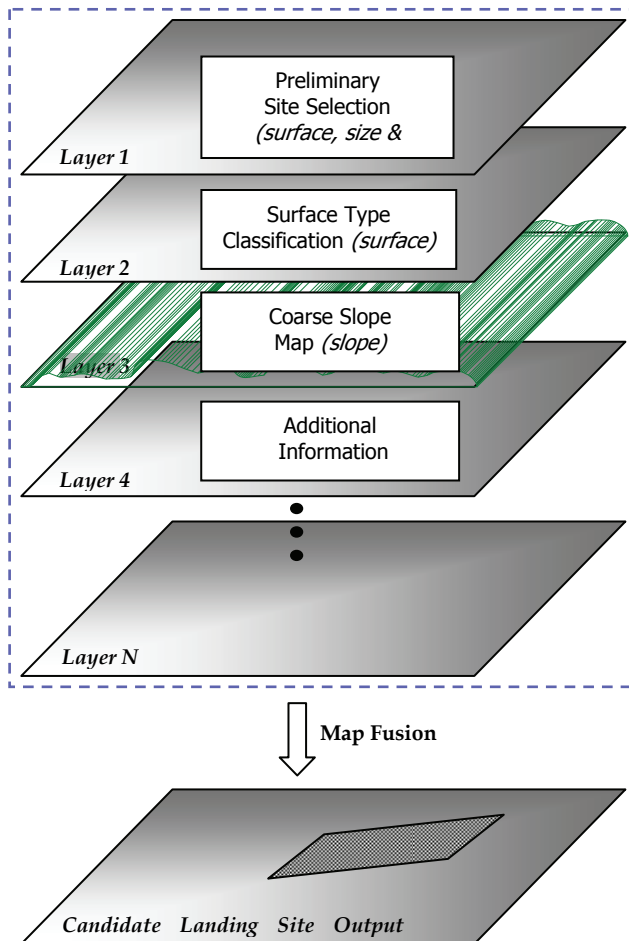 Preliminary
Site Selection
(surface, size &
Layer 1
Surface Type
Classification (surface)
Layer 2
Coarse Slope
Map (slope)
Layer 3
Additional
Information
Layer 4
Layer N
Map Fusion
Candidate Landing Site Output